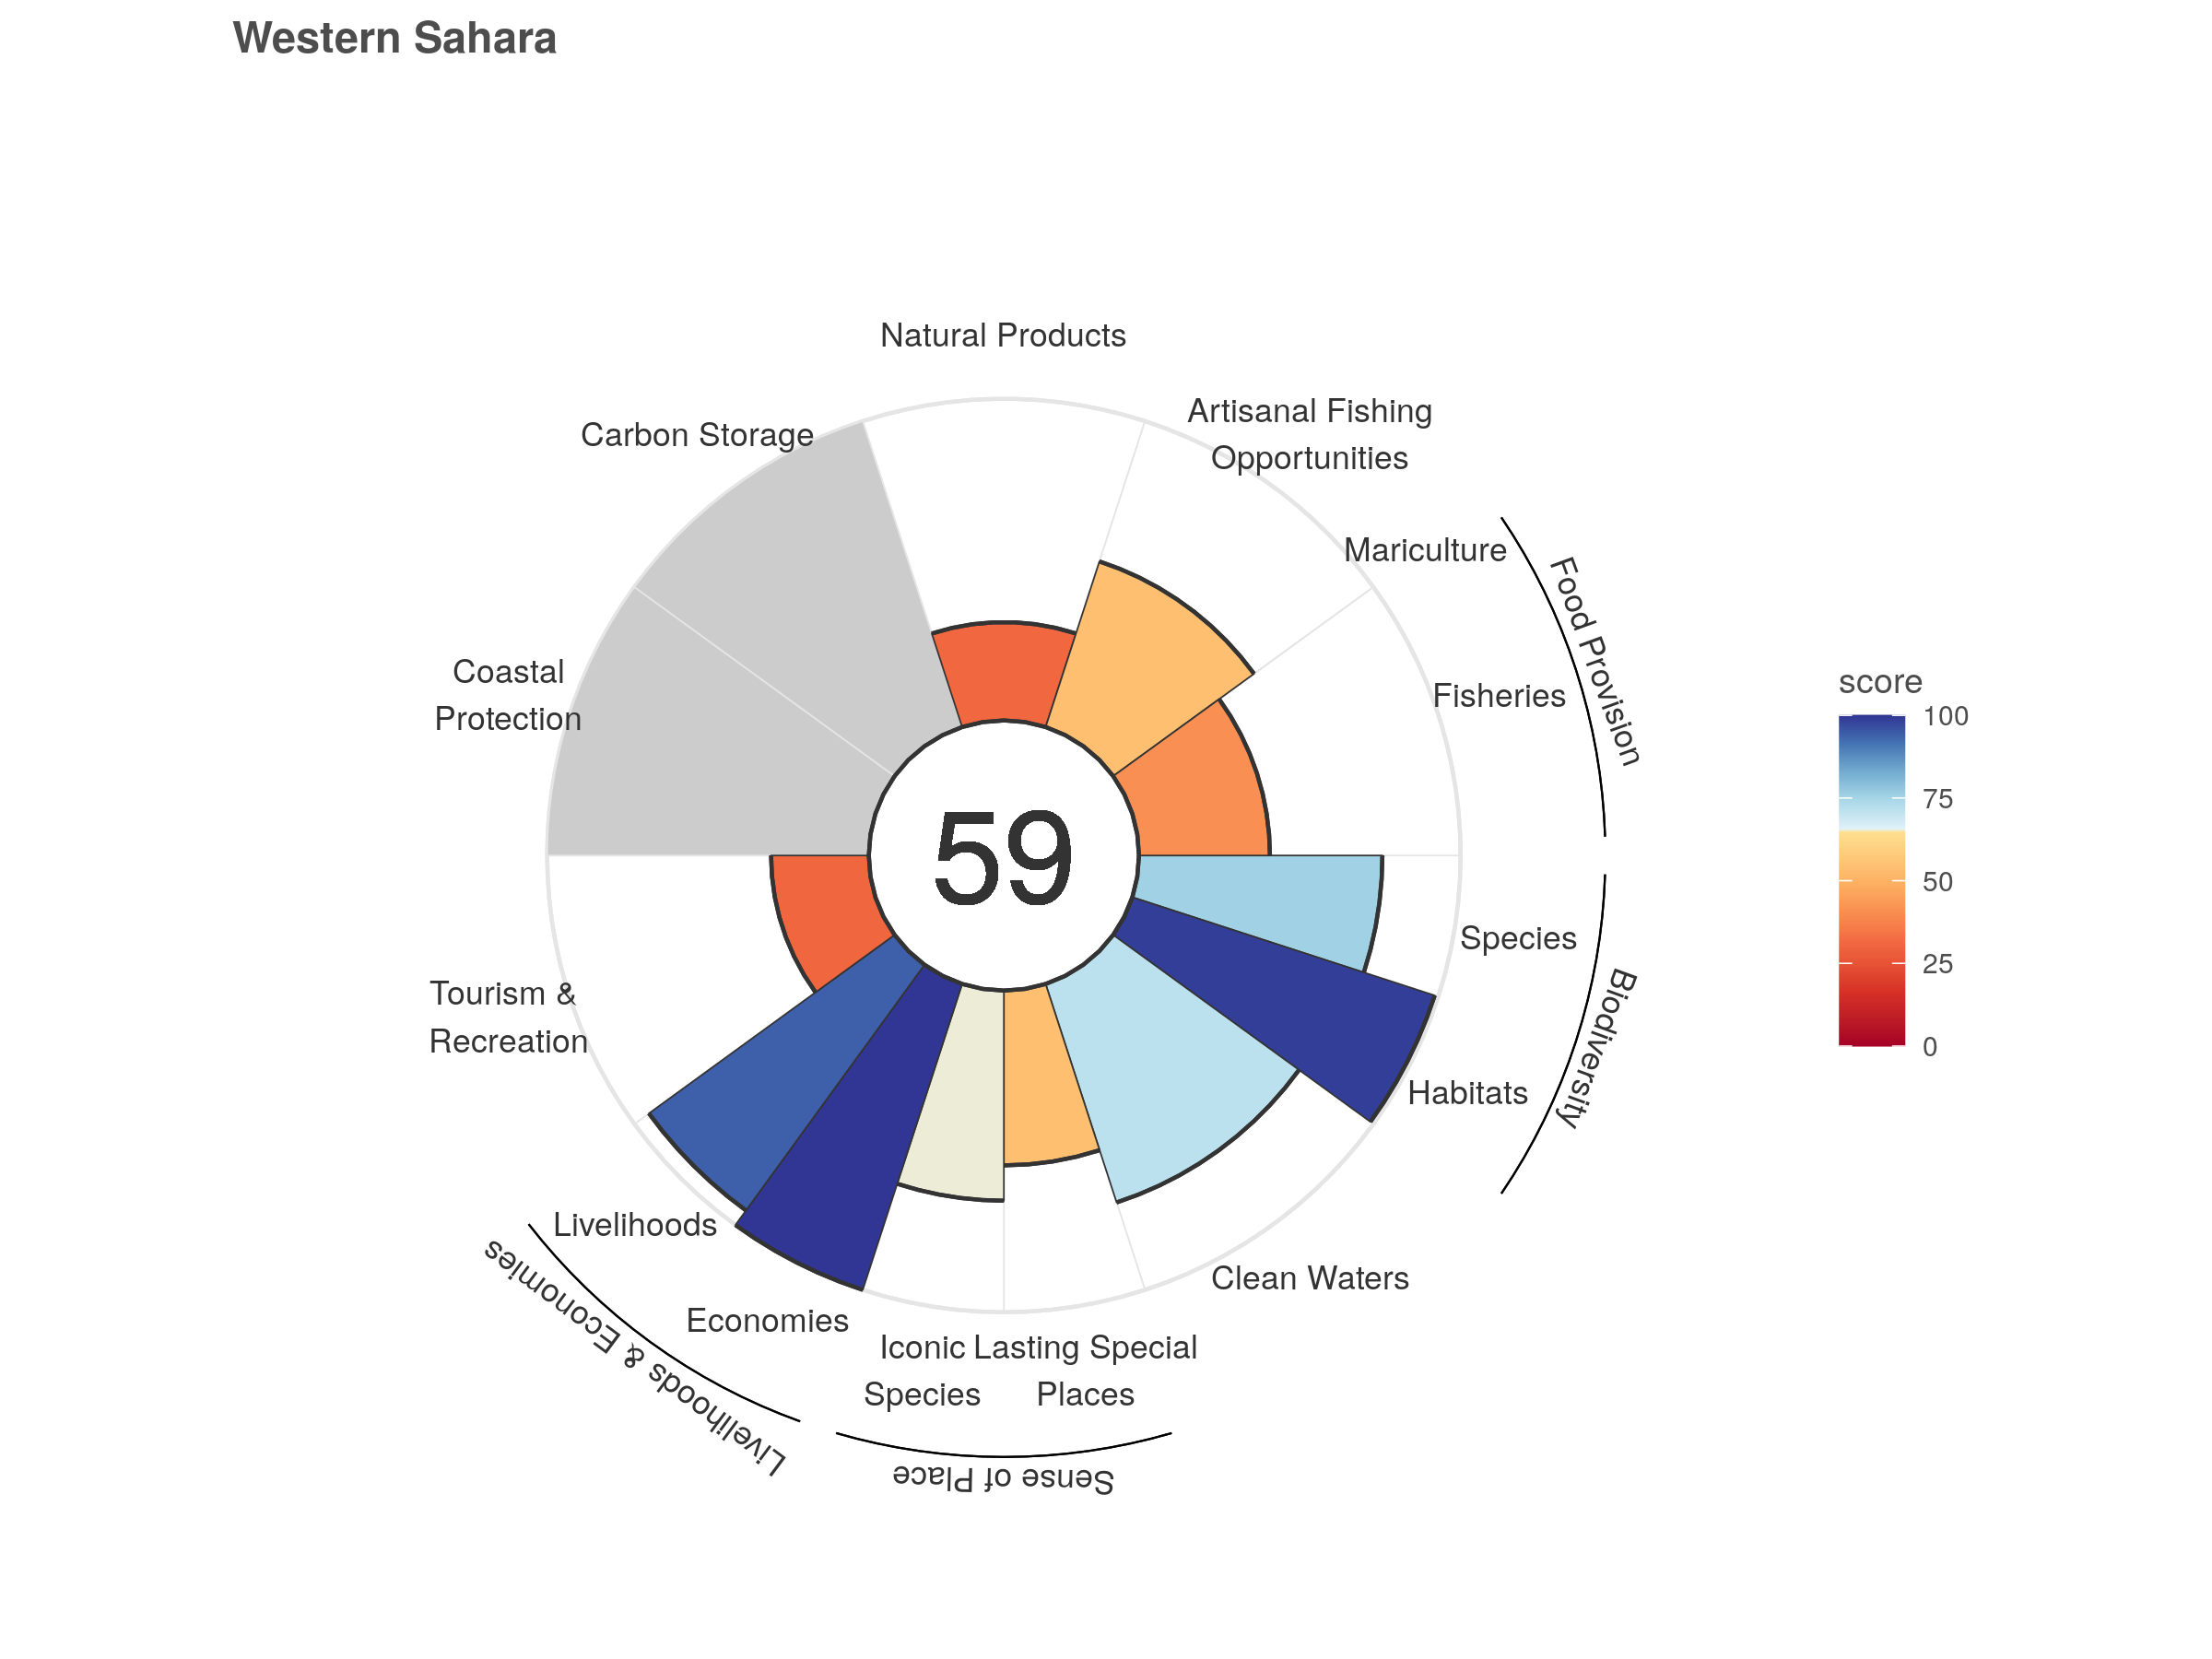 Western Sahara
Natural Products
Artisanal Fishing
Opportunities
Carbon Storage
Mariculture
Food Provision
Fisheries
Coastal
Protection
score
100
75
50
25
0
59
Species
Biodiversity
Tourism &
Recreation
Habitats
Livelihoods
Clean Waters
Economies
Livelihoods & Economies
Iconic
Species
Lasting Special
Places
Sense of Place